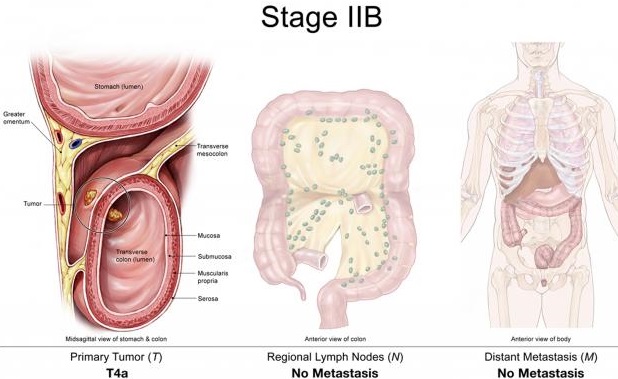 Stage IIB
Stomach (lumen)
Greater
omentum
Transverse
mesocolon
Tumor
Mucosa
Transverse
colon (lumen)
Submucosa
Muscularis
propria
Serosa
Midsagittal view of stomach & colon
Anterior view of colon
Anterior view of body
Primary Tumor (T)
Regional Lymph Nodes (N)
Distant Metastasis (M)
T4a
No Metastasis
No Metastasis